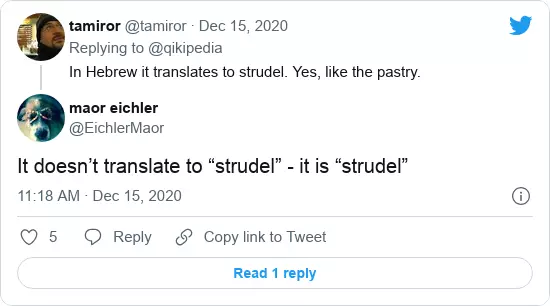 tamiror @tamiror · Dec 15, 2020
Replying to @qikipedia
In Hebrew it translates to strudel. Yes, like the pastry.
maor eichler
@EichlerMaor
It doesn’t translate to “strudel” - it is “strudel”
11:18 AM · Dec 15, 2020
5 Reply Copy link to Tweet
Read 1 reply